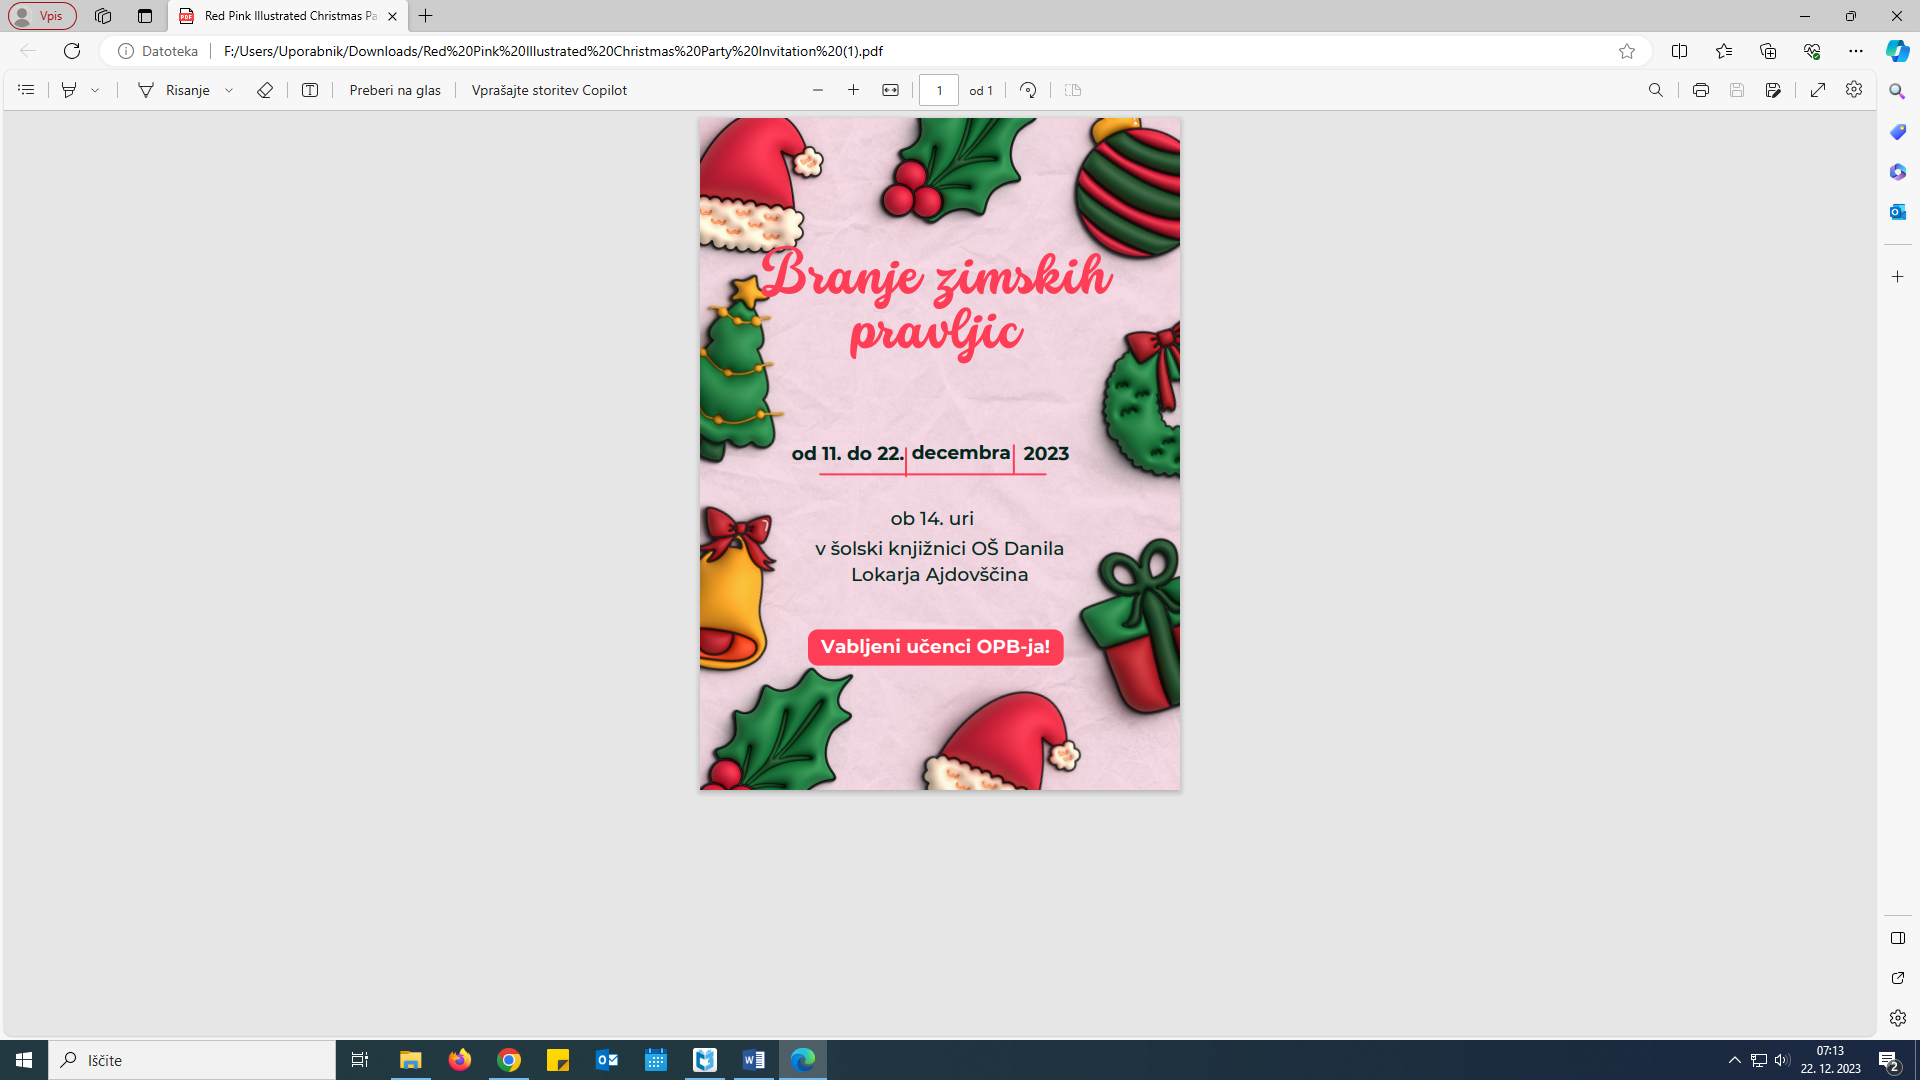 Vpis
Red Pink Illustrated Christmas Pa
Datoteka
F:/Users/Uporabnik/Downloads/Red%20Pink%20Illustrated%20Christmas%20Party%20Invitation%20(1).pdf
Risanje
Preberi na glas
Vprašajte storitev Copilot
1
od 1
Branje zimskih
pravljic
od 11. do 22. decembra 2023
ob 14. uri
v šolski knjižnici OŠ Danila
Lokarja Ajdovščina
Vabljeni učenci OPB-ja!
Iščite
07:13
22. 12. 2023
2